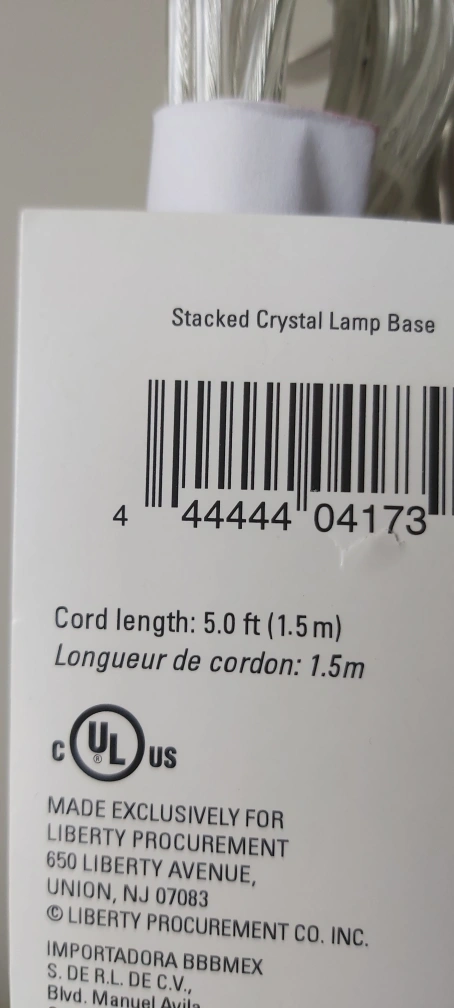 Stacked Crystal Lamp Base
4 44444 04173
Cord length: 5.0 ft (1.5 m)
Longueur de cordon: 1.5m
C UL ® US
MADE EXCLUSIVELY FOR
LIBERTY PROCUREMENT
650 LIBERTY AVENUE,
UNION, NJ 07083
© LIBERTY PROCUREMENT CO. INC.
IMPORTADORA BBBMEX
S. DE R.L. DE C.V.,
Blvd. Manuel Avila